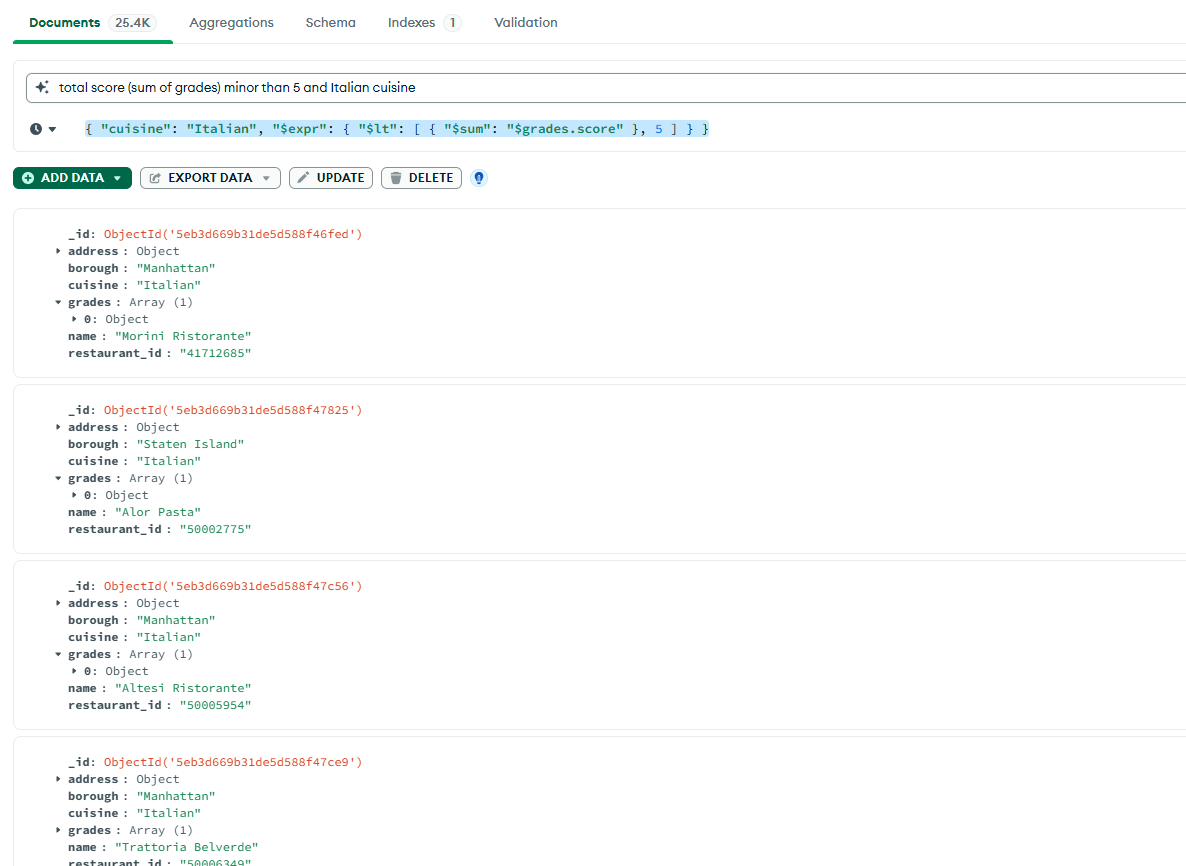 Documents 25.4K Aggregations Schema Indexes 1 Validation
total score (sum of grades) minor than 5 and Italian cuisine
{ "cuisine": "Italian", "$expr": { "$lt": [ { "$sum": "$grades.score" }, 5 ] } }
ADD DATA EXPORT DATA UPDATE DELETE
_id: ObjectId('5eb3d669b31de5d588f46fed')
address : Object
borough : "Manhattan"
cuisine : "Italian"
grades : Array (1)
0: Object
name : "Morini Ristorante"
restaurant_id : "41712685"
_id: ObjectId('5eb3d669b31de5d588f47825')
address : Object
borough : "Staten Island"
cuisine : "Italian"
grades : Array (1)
0: Object
name : "Alor Pasta"
restaurant_id : "50002775"
_id: ObjectId('5eb3d669b31de5d588f47c56')
address : Object
borough : "Manhattan"
cuisine : "Italian"
grades : Array (1)
0: Object
name : "Altesi Ristorante"
restaurant_id : "50005954"
_id: ObjectId('5eb3d669b31de5d588f47ce9')
address : Object
borough : "Manhattan"
cuisine : "Italian"
grades : Array (1)
name : "Trattoria Belverde"
restaurant_id : "50006349"